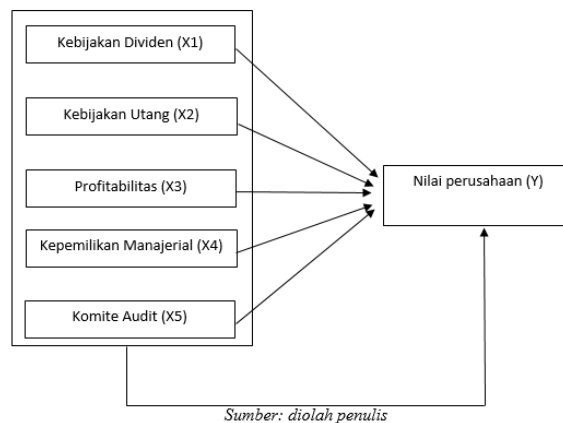 Kebijakan Dividen (X1)
Kebijakan Utang (X2)
Profitabilitas (X3)
Kepemilikan Manajerial (X4)
Komite Audit (X5)
Nilai perusahaan (Y)
Sumber: diolah penulis